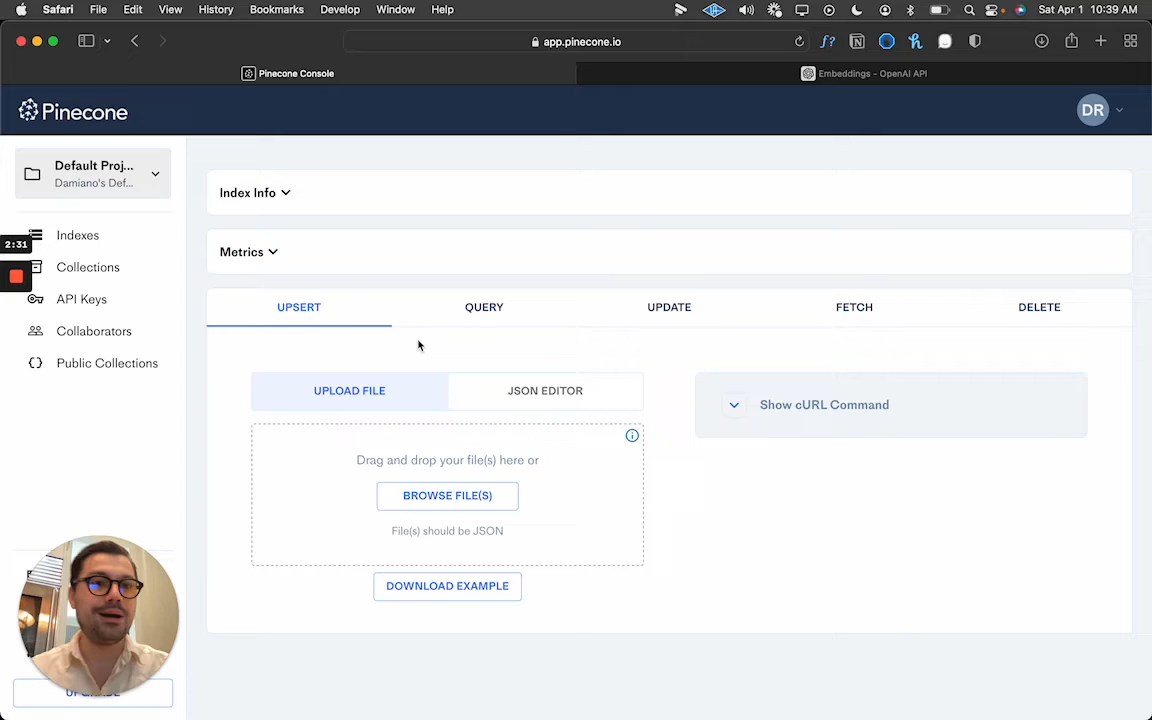 Safari File Edit View History Bookmarks Develop Window Help Sat Apr 1 10:39 AM
app.pinecone.io
Pinecone Console
Embeddings - OpenAI API
Pinecone
DR
Default Proj...
Damiano's Def...
Indexes
2:31
Collections
API Keys
Collaborators
Public Collections
Index Info
Metrics
UPSERT QUERY UPDATE FETCH DELETE
UPLOAD FILE JSON EDITOR
Show cURL Command
Drag and drop your file(s) here or
BROWSE FILE(S)
File(s) should be JSON
DOWNLOAD EXAMPLE
UPGRADE